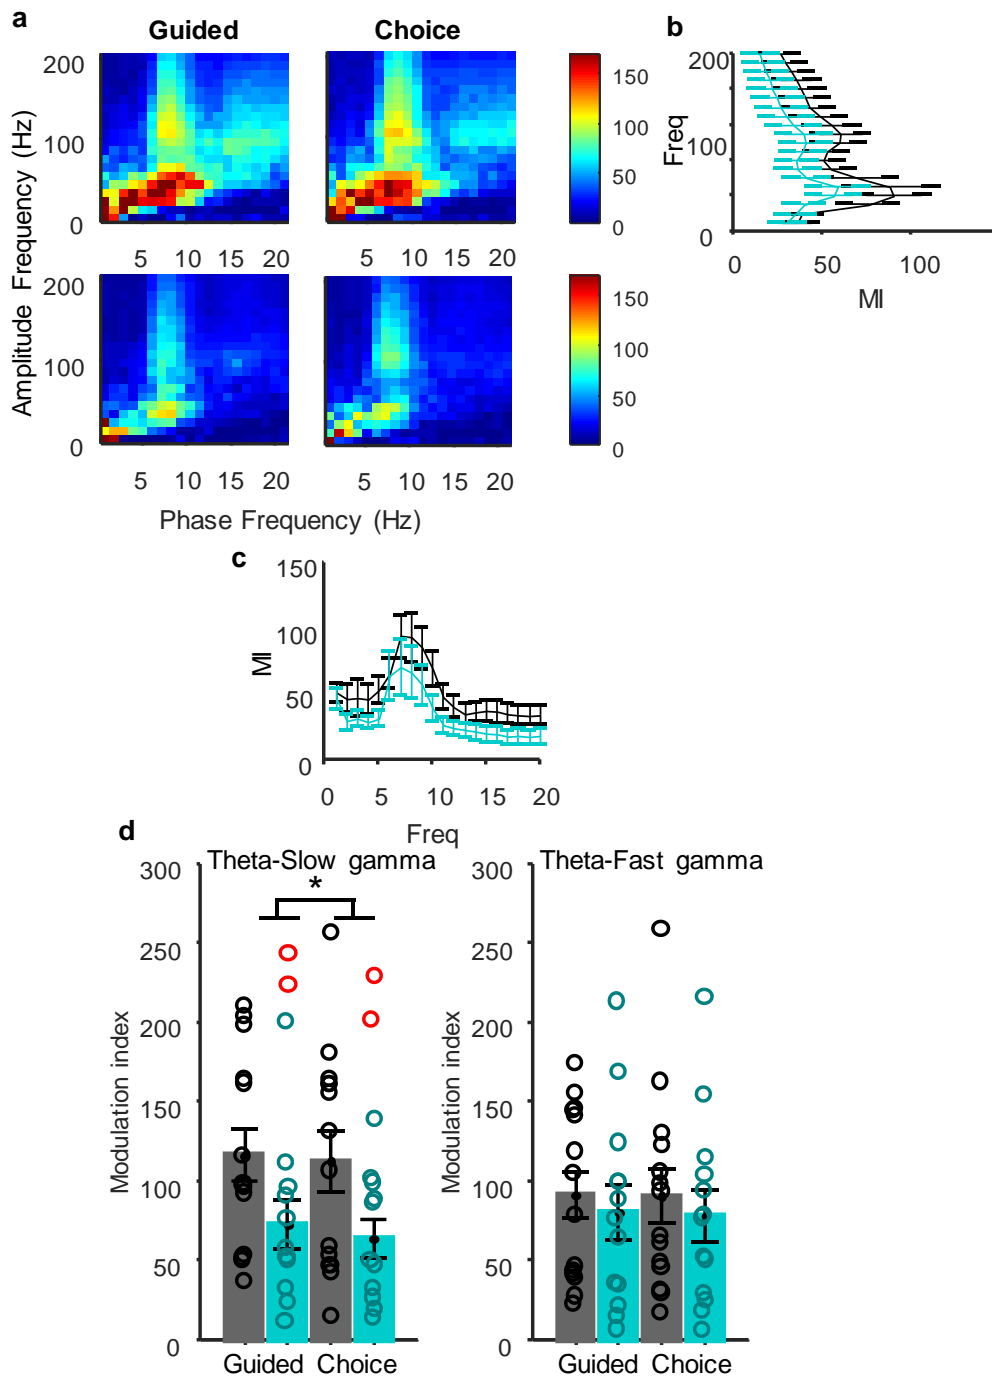 a
Guided
Choice
b
200
100
0
5 10 15 20
5 10 15 20
150
100
50
0
200
100
0
5 10 15 20
5 10 15 20
150
100
50
0
Amplitude Frequency (Hz)
Phase Frequency (Hz)
200
100
0
Freq
0 50 100
MI
c
150
100
50
0
MI
0 5 10 15 20
Freq
d
Theta-Slow gamma
*
300
250
200
150
100
50
0
Modulation index
Guided Choice
Theta-Fast gamma
300
250
200
150
100
50
0
Modulation index
Guided Choice